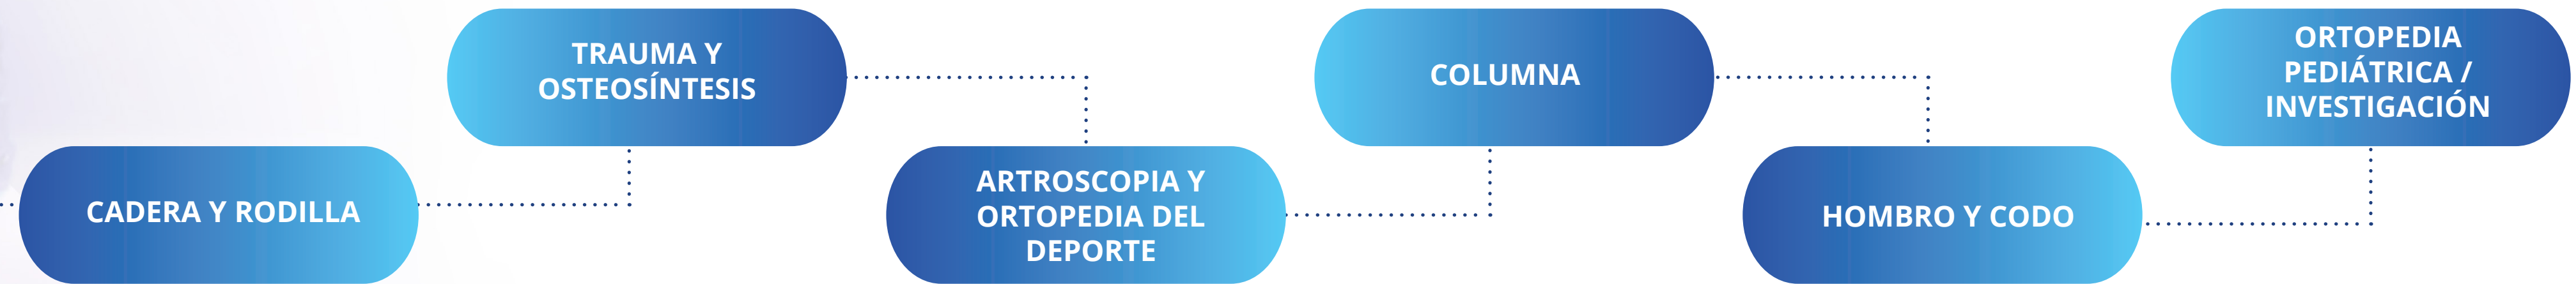 CADERA Y RODILLA
TRAUMA Y
OSTEOSÍNTESIS
ARTROSCOPIA Y
ORTOPEDIA DEL
DEPORTE
COLUMNA
HOMBRO Y CODO
ORTOPEDIA
PEDIÁTRICA /
INVESTIGACIÓN